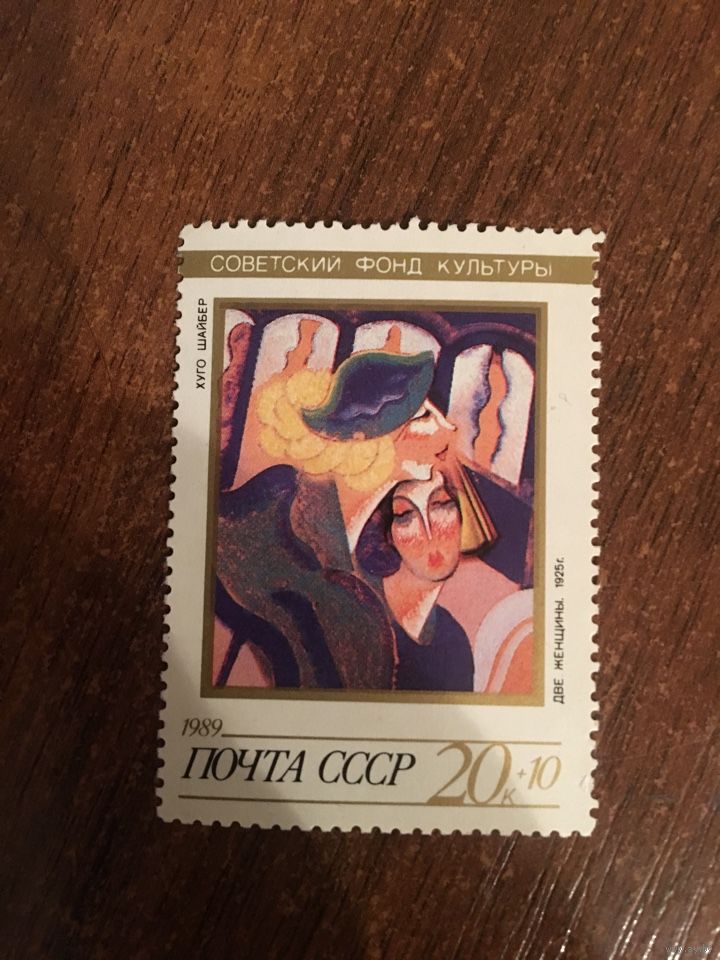 СОВЕТСКИЙ ФОНД КУЛЬТУРЫ
ХУГО ШАЙБЕР
ДВЕ ЖЕНЩИНЫ. 1925г.
1989
ПОЧТА СССР 20к +10